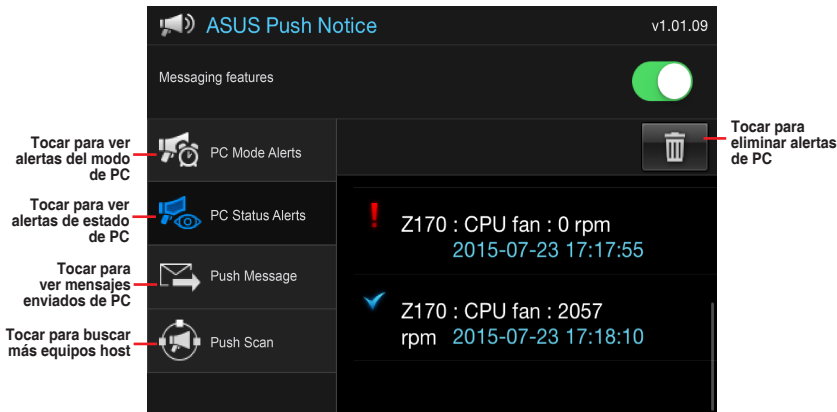 ASUS Push Notice
v1.01.09
Messaging features
Tocar para ver
alertas del modo
de PC
PC Mode Alerts
Tocar para
eliminar alertas
de PC
Tocar para ver
alertas de estado
de PC
PC Status Alerts
Z170 : CPU fan : 0 rpm
2015-07-23 17:17:55
Tocar para
ver mensajes
enviados de PC
Push Message
Z170 : CPU fan : 2057
rpm 2015-07-23 17:18:10
Tocar para buscar
más equipos host
Push Scan